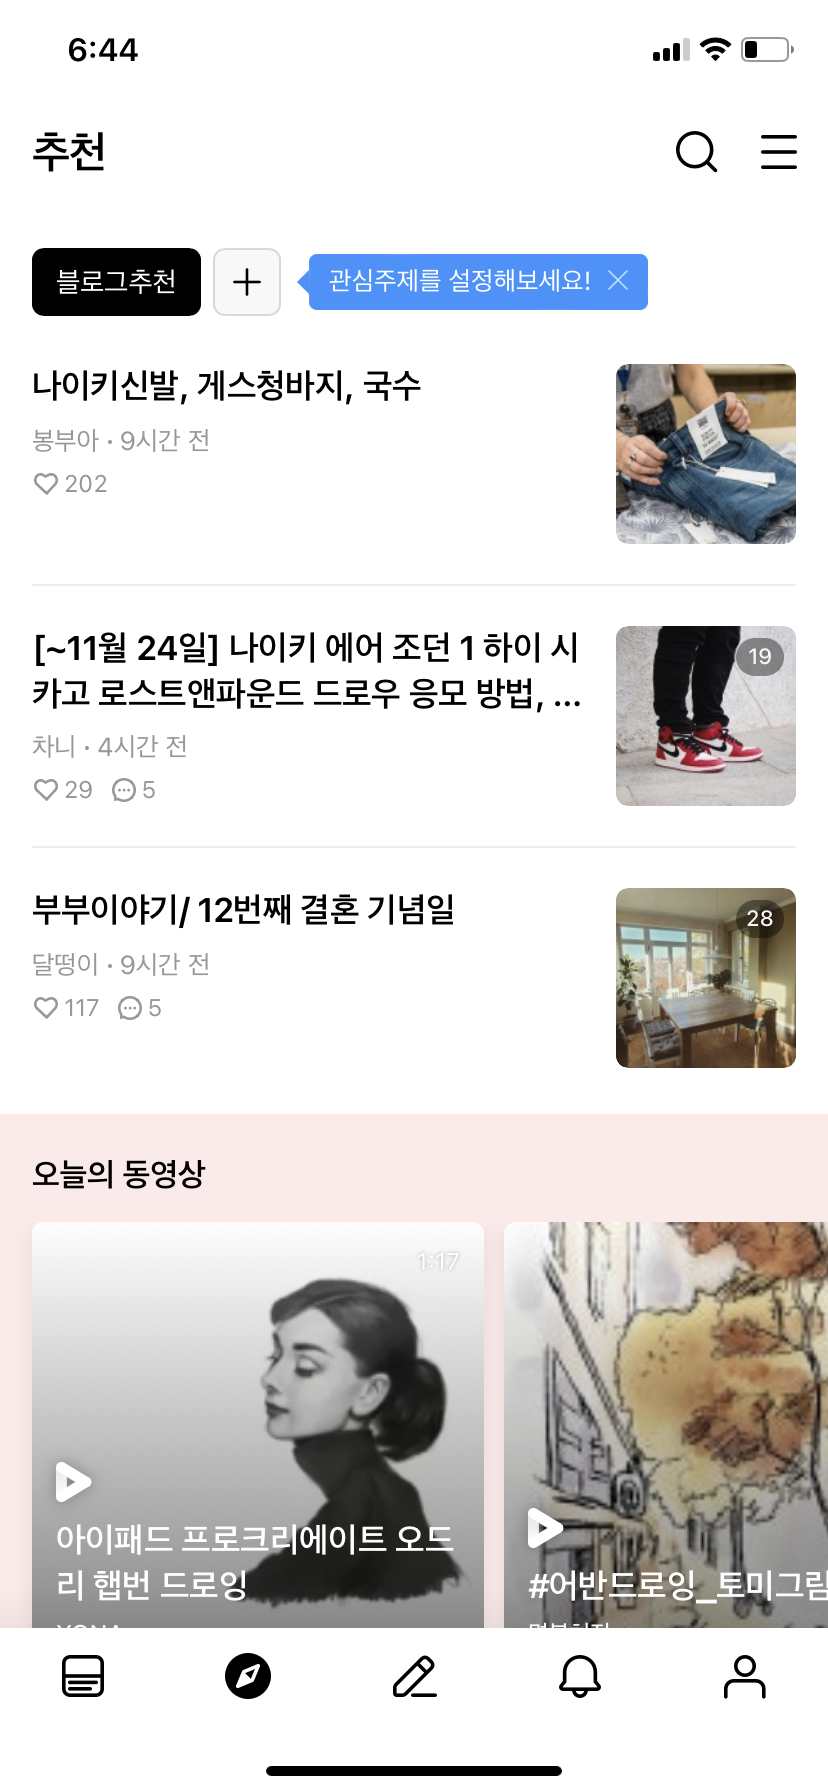 6:44
추천
블로그추천
관심주제를 설정해보세요!
나이키신발, 게스청바지, 국수
봉부아 · 9시간 전
202
[~11월 24일] 나이키 에어 조던 1 하이 시
카고 로스트앤파운드 드로우 응모 방법, ...
19
차니 · 4시간 전
29 5
부부이야기/ 12번째 결혼 기념일
28
달떵이 · 9시간 전
117 5
오늘의 동영상
1:17
아이패드 프로크리에이트 오드
리 햅번 드로잉
#어반드로잉_토미그림